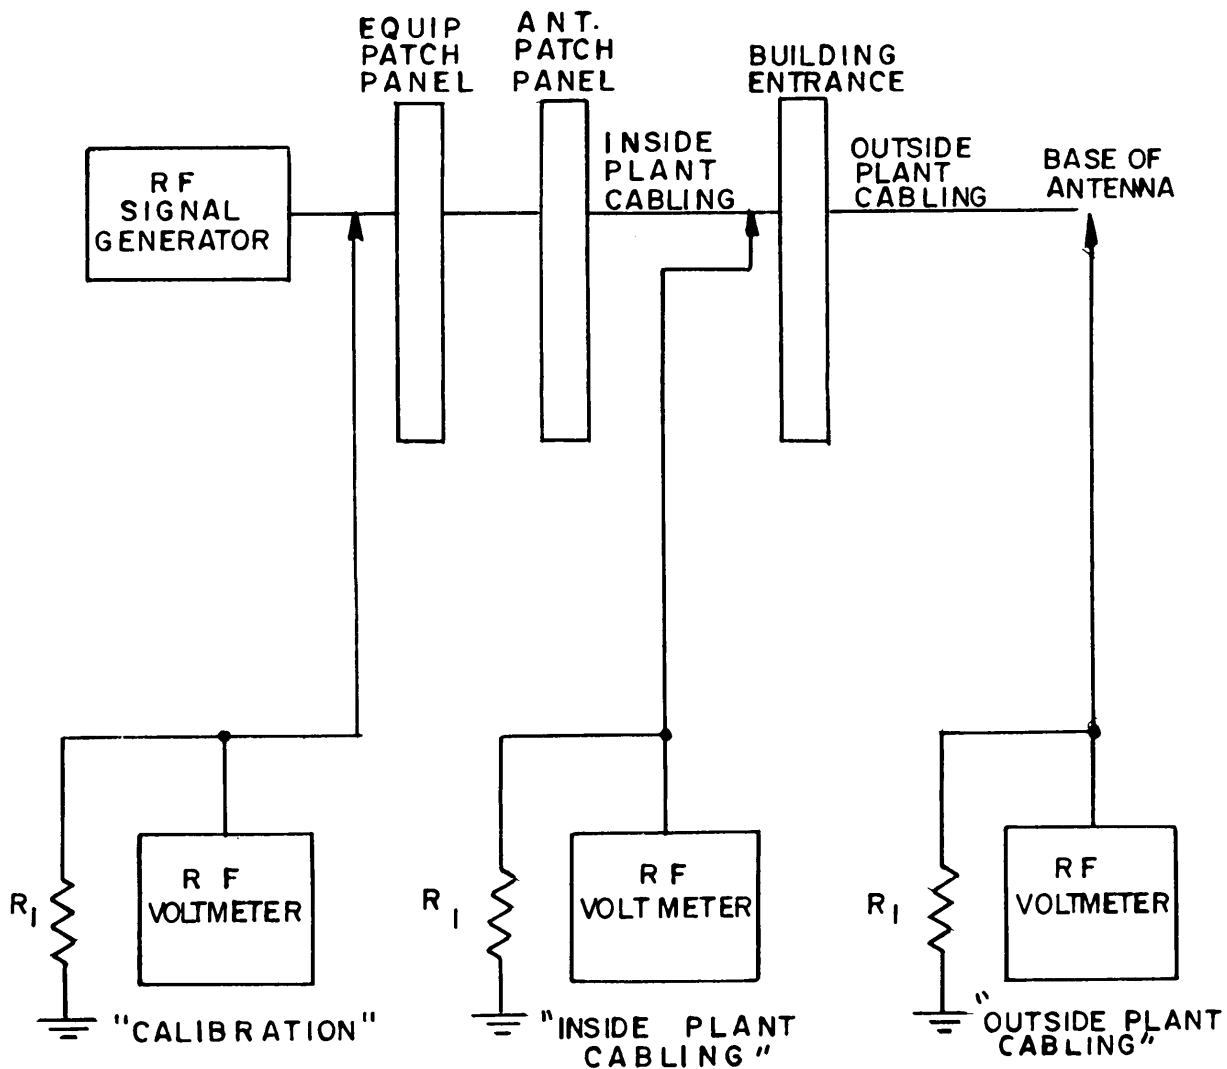 EQUIP
PATCH
PANEL
ANT.
PATCH
PANEL
BUILDING
ENTRANCE
INSIDE
PLANT
CABLING
OUTSIDE
PLANT
CABLING
BASE OF
ANTENNA
RF
SIGNAL
GENERATOR
R1
RF
VOLTMETER
"CALIBRATION"
R1
RF
VOLTMETER
"INSIDE PLANT
CABLING"
R1
RF
VOLTMETER
"OUTSIDE PLANT
CABLING"